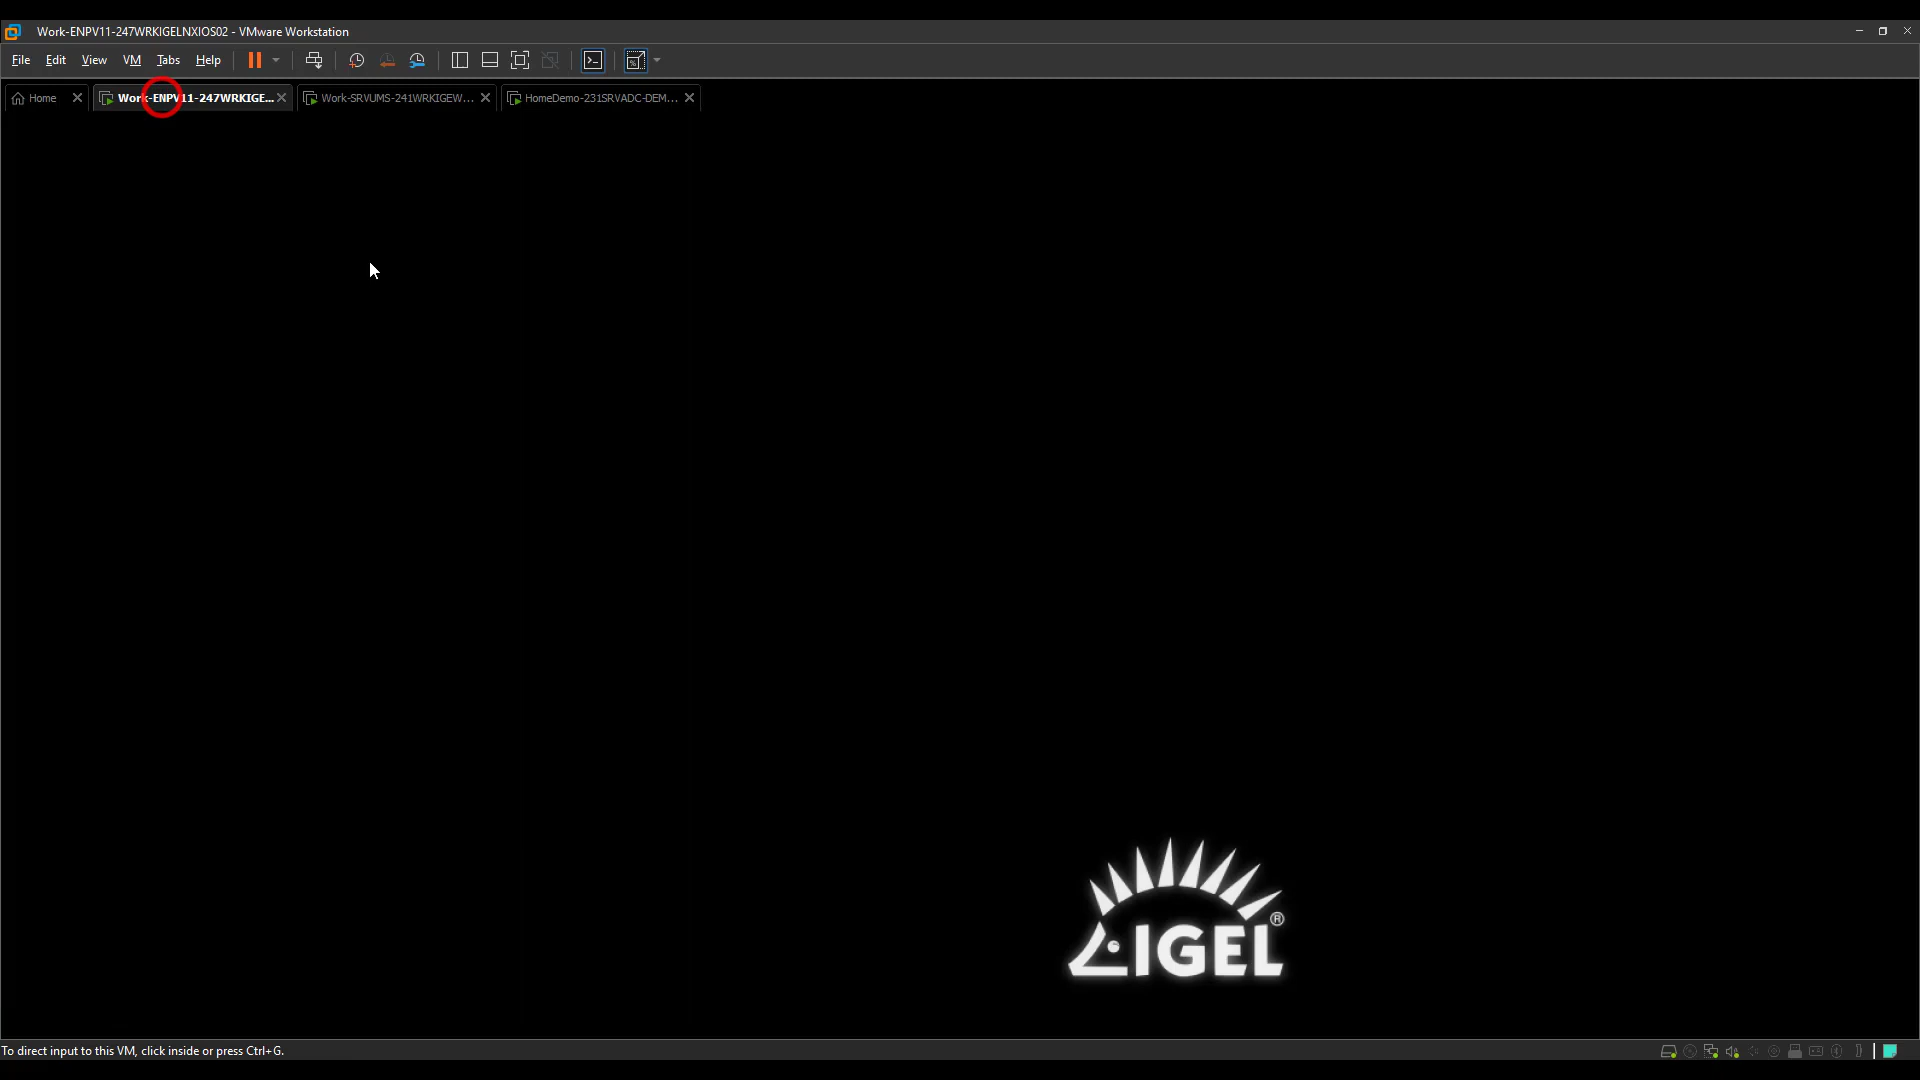 Work-ENPV11-247WRKIGELNXIOS02 - VMware Workstation
File Edit View VM Tabs Help
Home Work-ENPV11-247WRKIGE... Work-SRVUMS-241WRKIGEW... HomeDemo-231SRVADC-DEM...
IGEL®
To direct input to this VM, click inside or press Ctrl+G.